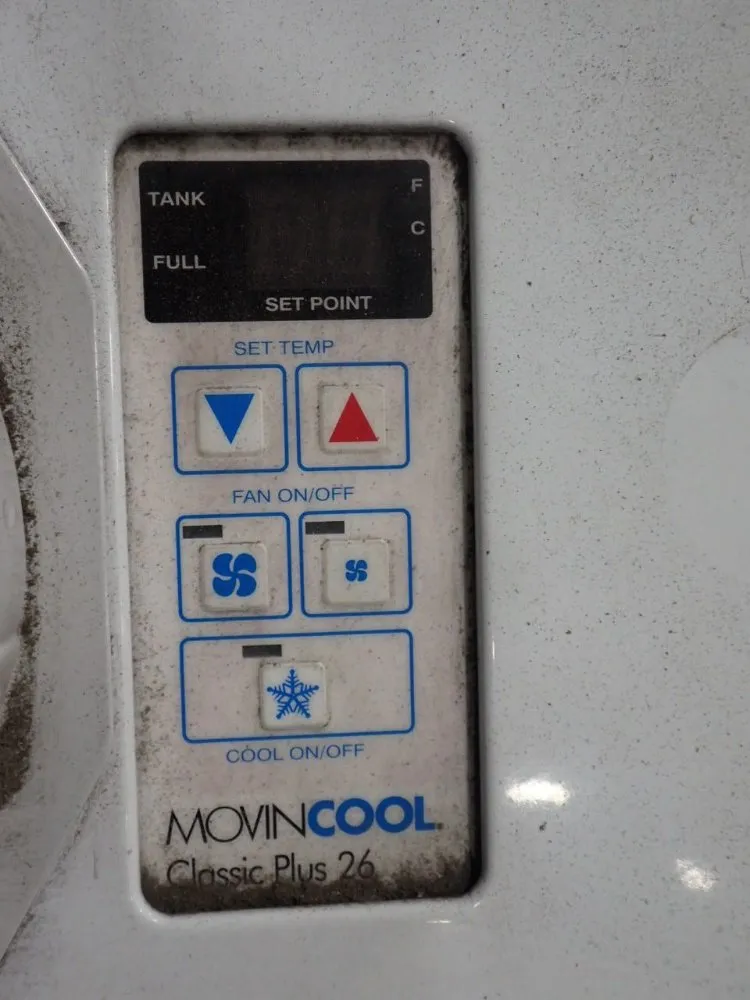 TANK
F
C
FULL
SET POINT
SET TEMP
FAN ON/OFF
COOL ON/OFF
MOVINCOOL.
Classic Plus 26